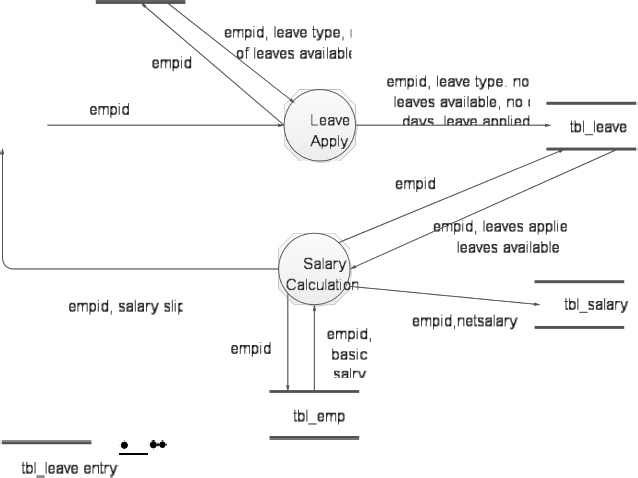 empid, leave type,
of leaves available
empid
empid
Leave
Apply
empid, leave type. no
leaves available, no
days, leave applied
tbl_leave
empid
empid, leaves applie
leaves available
Salary
Calculation
tbl_salary
empid, salary slip
empid,netsalary
empid
empid,
basic
salry
tbl_emp
tbl_leave entry